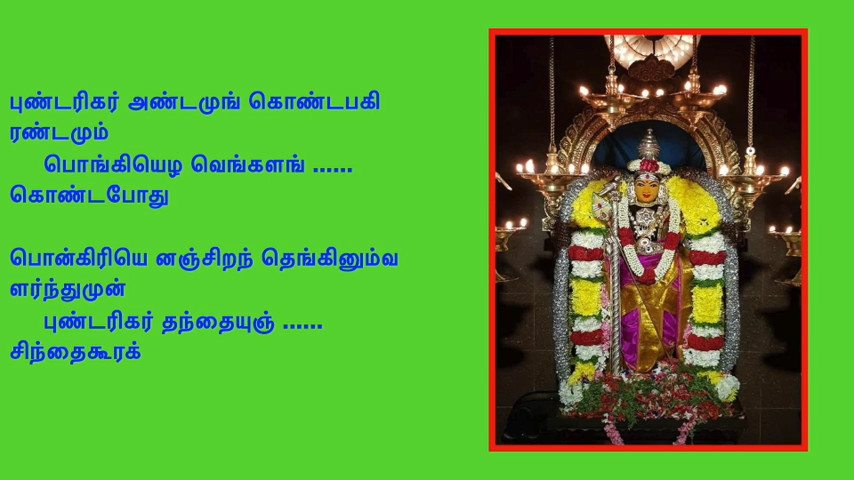 புண்டரிகர் அண்டமுங் கொண்டபகி
ரண்டமும்
பொங்கியெழ வெங்களங் ......
கொண்டபோது
பொன்கிரியெ னஞ்சிறந் தெங்கினும்வ
ளர்ந்துமுன்
புண்டரிகர் தந்தையுஞ் ......
சிந்தைகூரக்